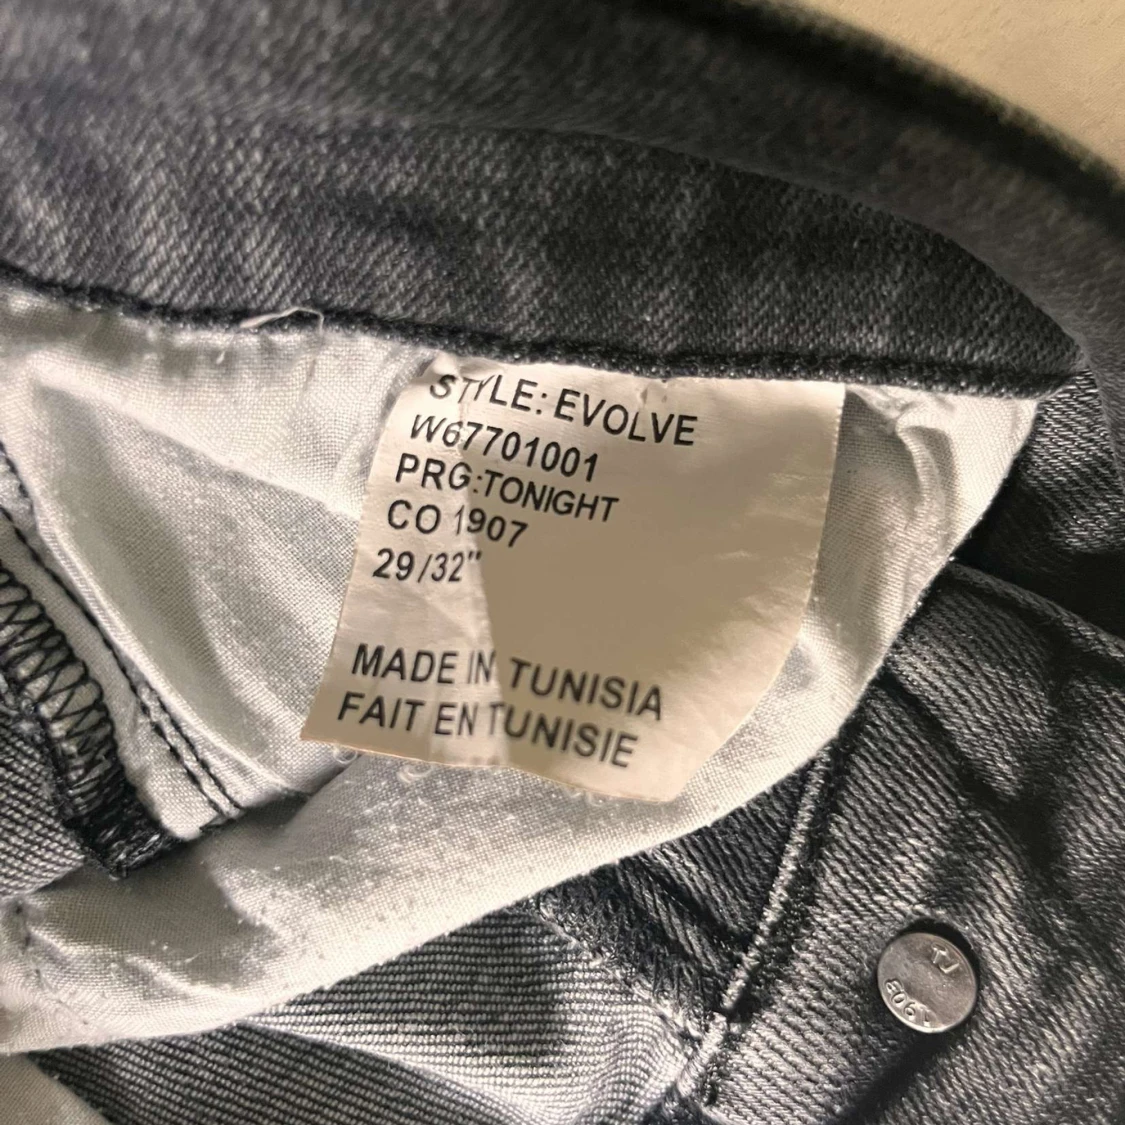 STYLE: EVOLVE
W67701001
PRG:TONIGHT
CO 1907
29/32"
MADE IN TUNISIA
FAIT EN TUNISIE